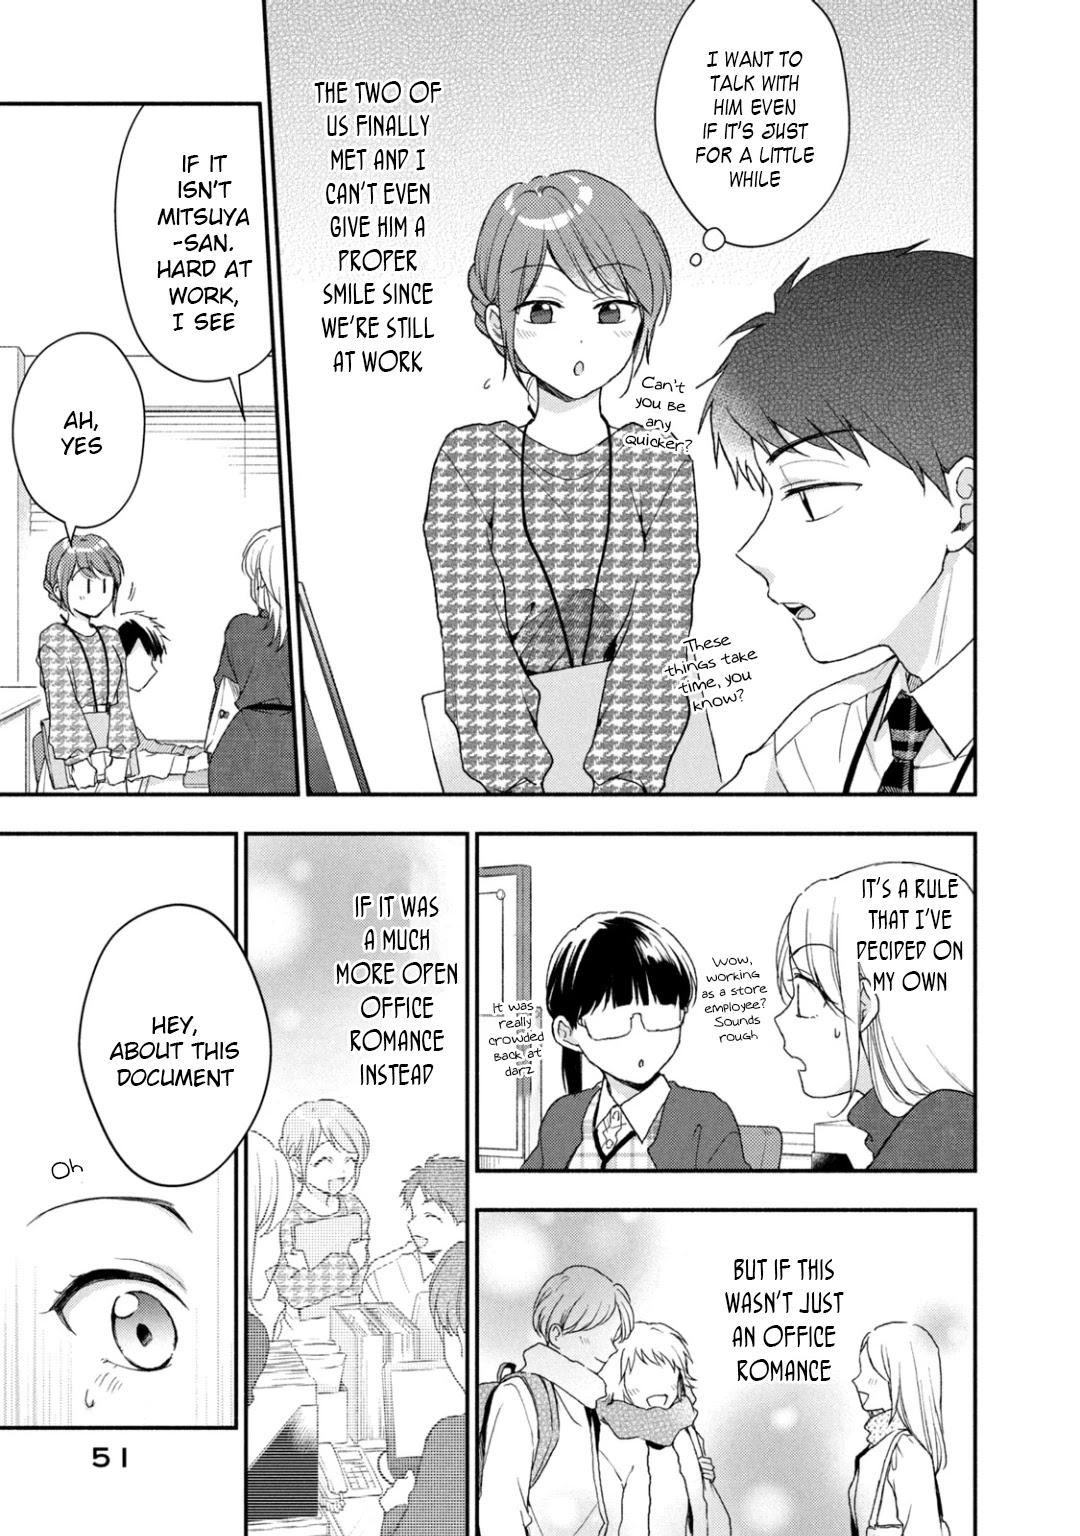 I WANT TO
TALK WITH
HIM EVEN
IF IT'S JUST
FOR A LITTLE
WHILE
THE TWO OF
US FINALLY
MET AND I
CAN'T EVEN
GIVE HIM A
PROPER
SMILE SINCE
WE'RE STILL
AT WORK
Can't
you be
any
quicker?
These
things take
time, you
know?
IF IT
ISN'T
MITSUYA
-SAN.
HARD AT
WORK,
I SEE
AH,
YES
IT'S A RULE
THAT I'VE
DECIDED ON
MY OWN
Wow,
working
as a store
employee?
Sounds
rough
It was
really
crowded
back at
darz
BUT IF THIS
WASN'T JUST
AN OFFICE
ROMANCE
IF IT WAS
A MUCH
MORE OPEN
OFFICE
ROMANCE
INSTEAD
HEY,
ABOUT THIS
DOCUMENT
Oh
51